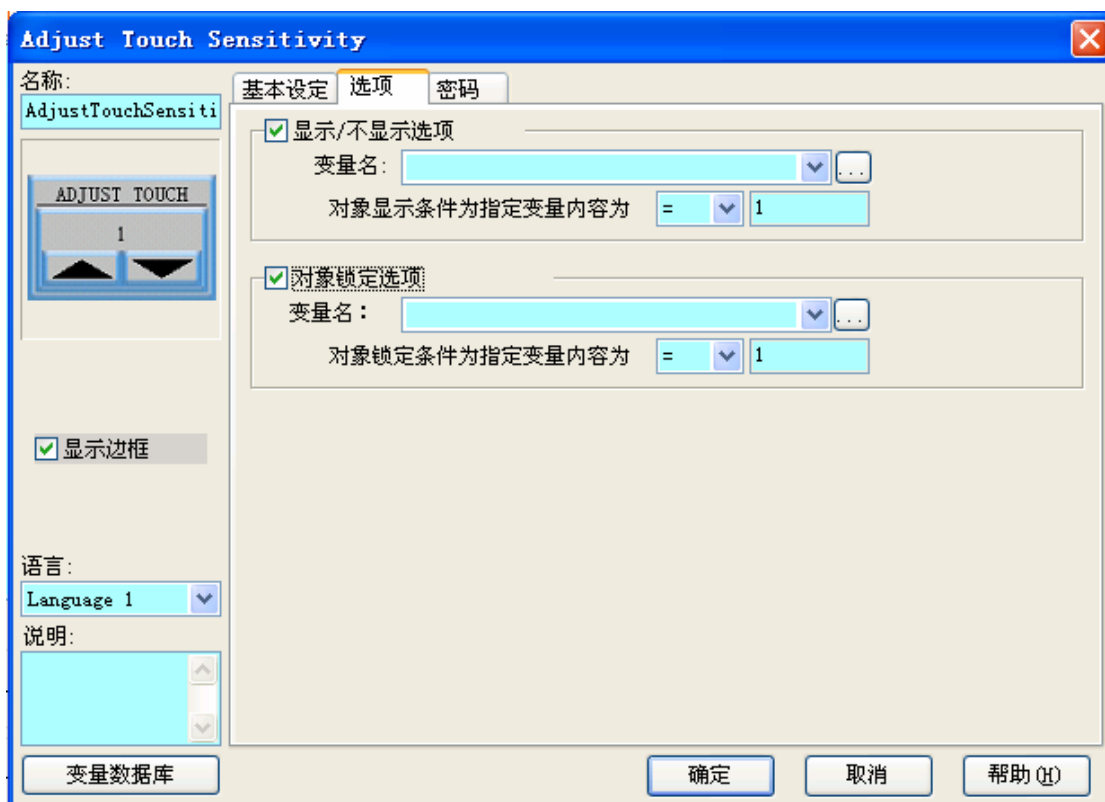 Adjust Touch Sensitivity
名称:
AdjustTouchSensiti
ADJUST TOUCH
1
显示边框
语言:
Language 1
说明:
变量数据库
基本设定 选项 密码
显示/不显示选项
变量名:
...
对象显示条件为指定变量内容为 = 1
对象锁定选项
变量名：
...
对象锁定条件为指定变量内容为 = 1
确定 取消 帮助(H)